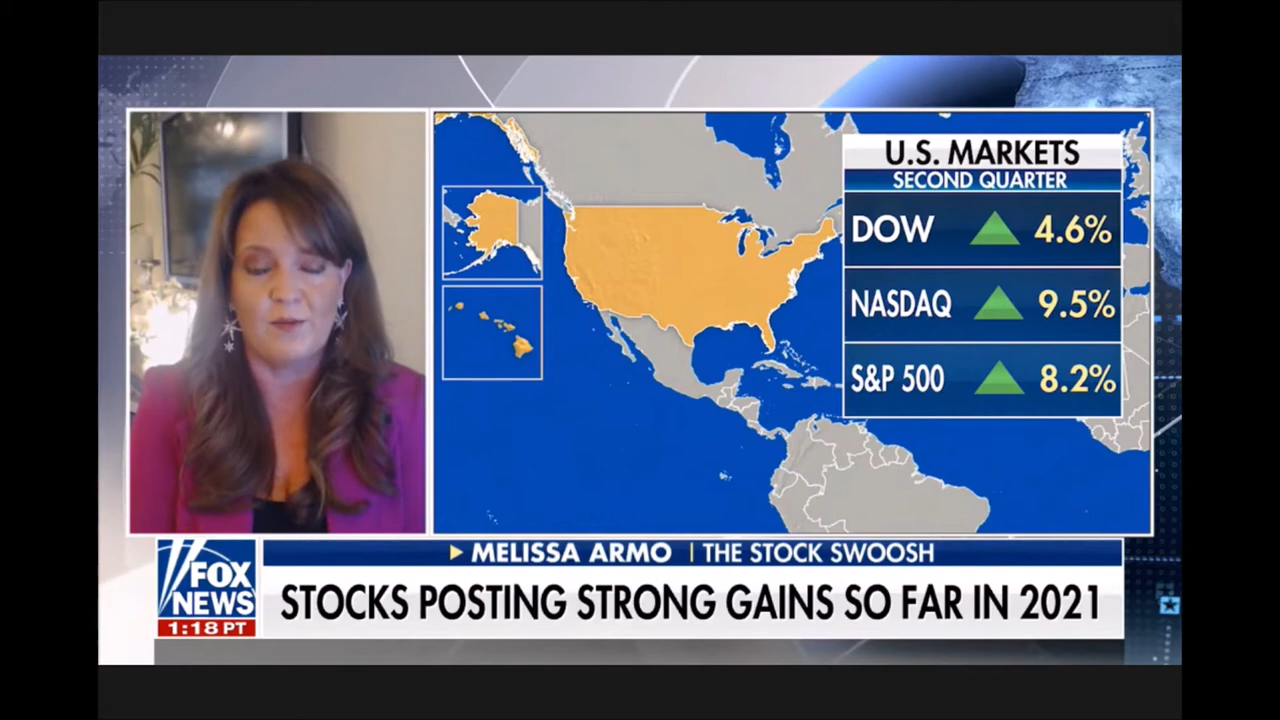 U.S. MARKETS
SECOND QUARTER
DOW 4.6%
NASDAQ 9.5%
S&P 500 8.2%
MELISSA ARMO | THE STOCK SWOOSH
FOX
NEWS
1:18 PT
STOCKS POSTING STRONG GAINS SO FAR IN 2021